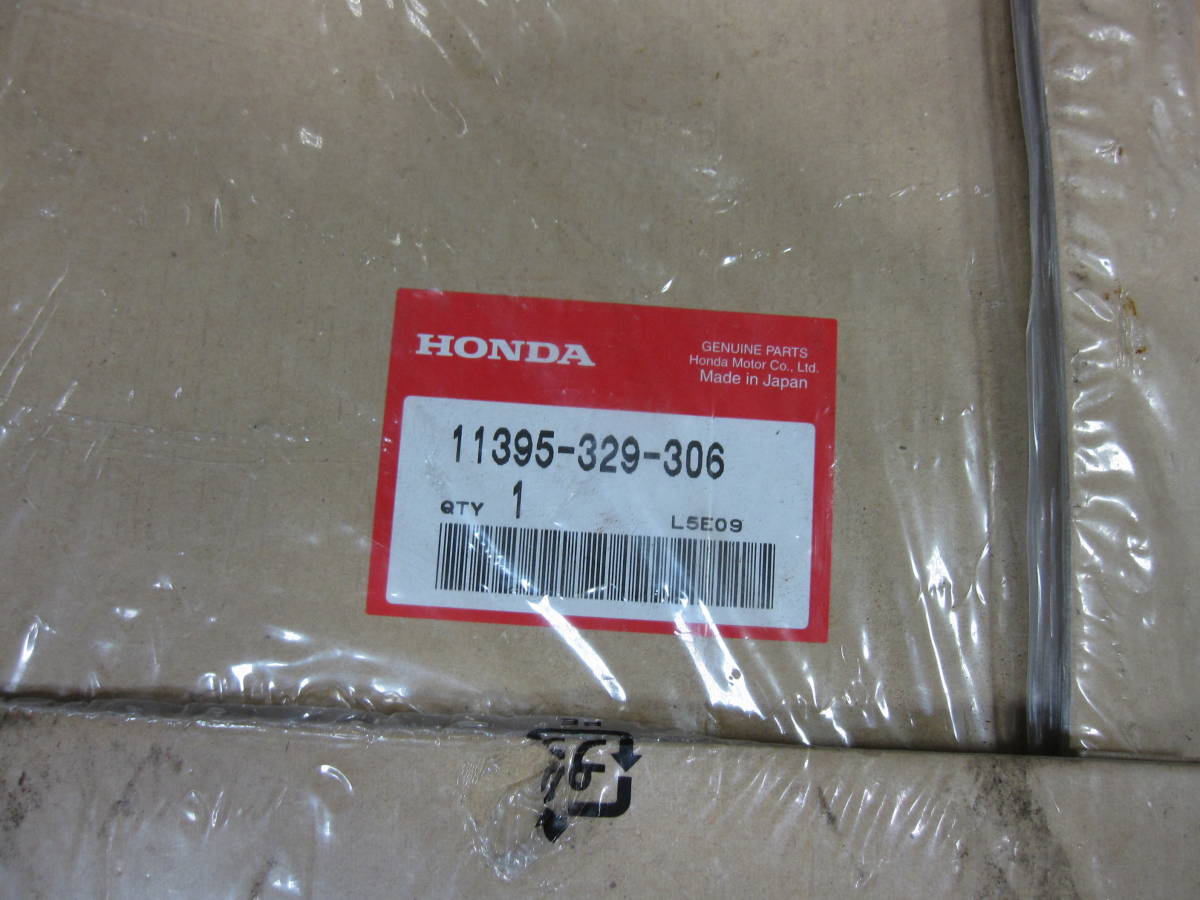 HONDA
GENUINE PARTS
Honda Motor Co., Ltd.
Made in Japan
11395-329-306
QTY 1
L5E09